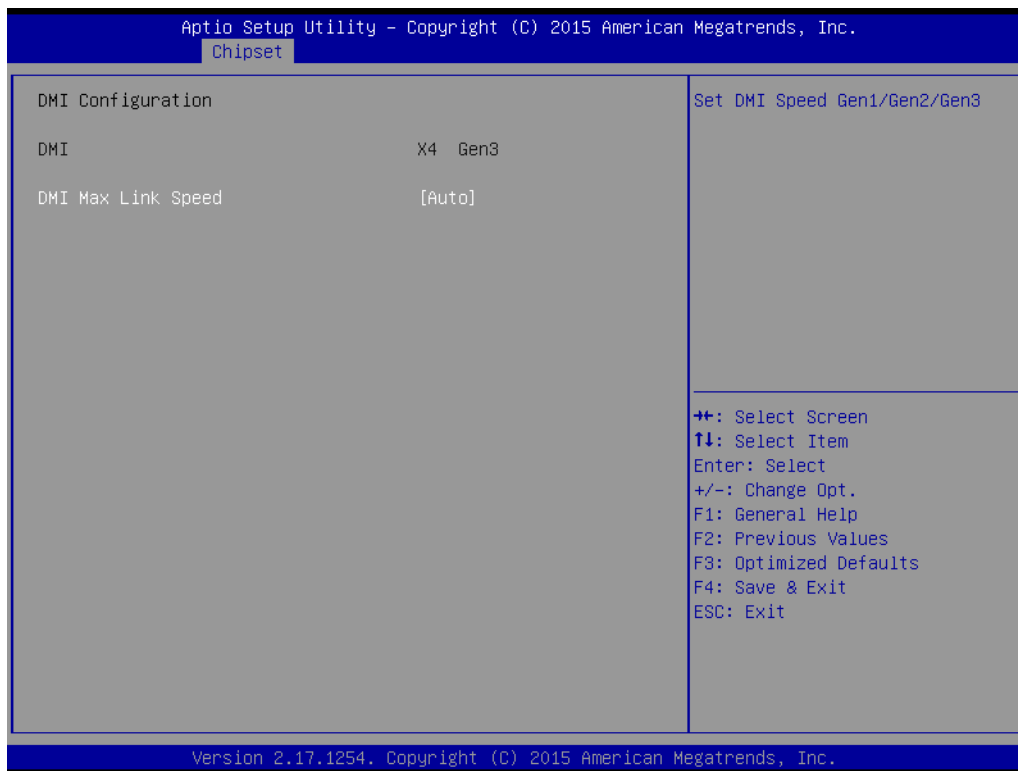 Aptio Setup Utility – Copyright (C) 2015 American Megatrends, Inc.
Chipset
DMI Configuration
DMI X4 Gen3
DMI Max Link Speed [Auto]
Set DMI Speed Gen1/Gen2/Gen3
→←: Select Screen
↑↓: Select Item
Enter: Select
+/-: Change Opt.
F1: General Help
F2: Previous Values
F3: Optimized Defaults
F4: Save & Exit
ESC: Exit
Version 2.17.1254. Copyright (C) 2015 American Megatrends, Inc.